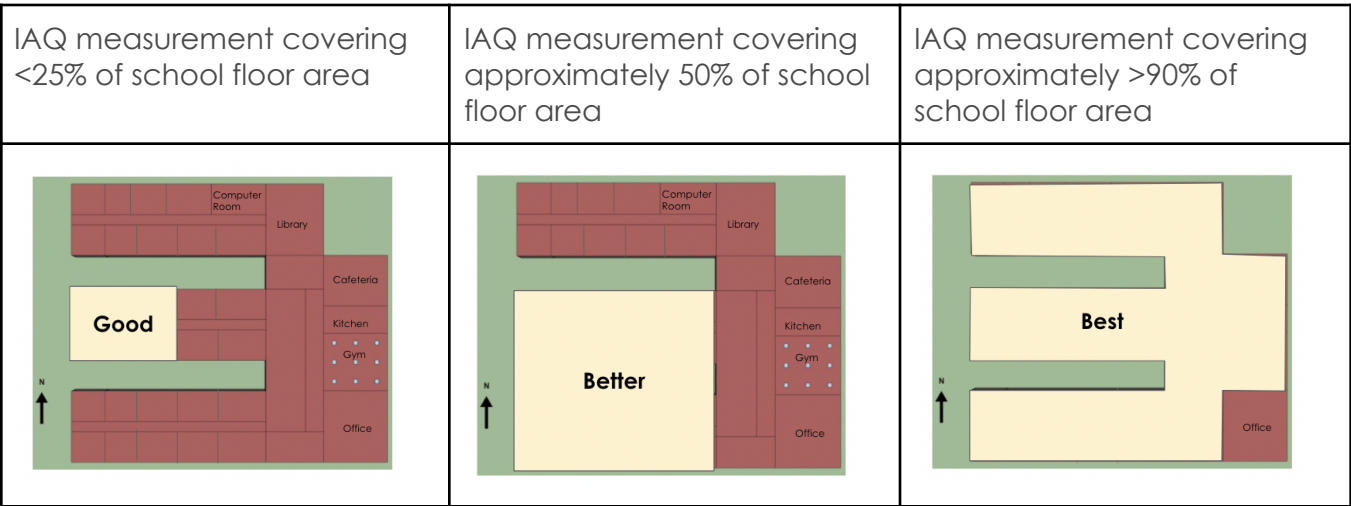 IAQ measurement covering
<25% of school floor area
IAQ measurement covering
approximately 50% of school
floor area
IAQ measurement covering
approximately >90% of
school floor area
Computer
Room
Library
Cafeteria
Kitchen
Gym
Office
Good
N
Computer
Room
Library
Cafeteria
Kitchen
Gym
Office
Better
N
Best
Office
N